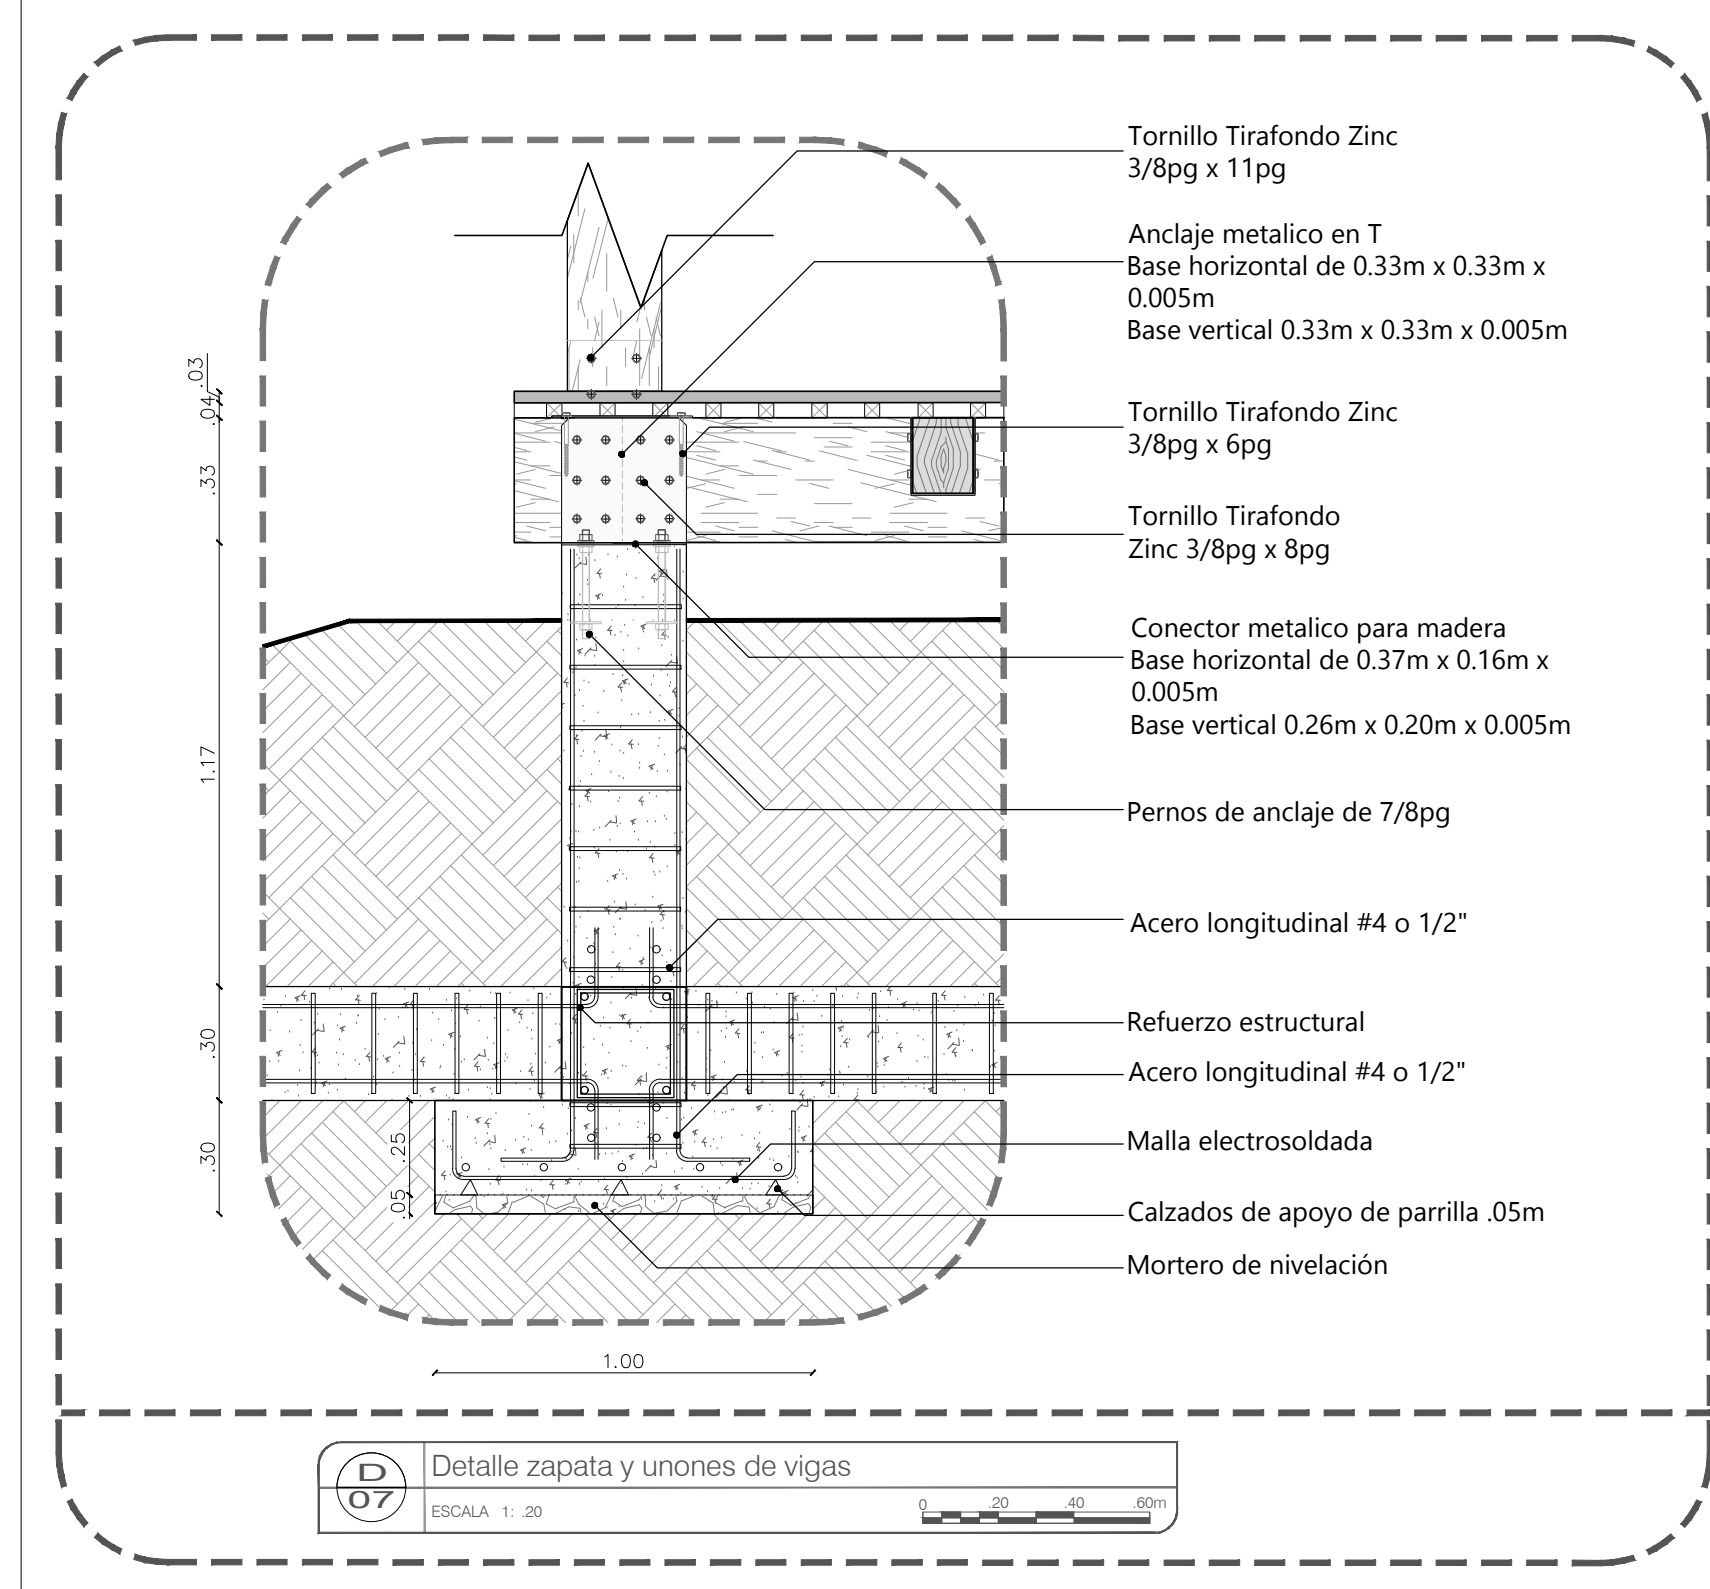 Tornillo Tirafondo Zinc
3/8pg x 11pg
Anclaje metalico en T
Base horizontal de 0.33m x 0.33m x
0.005m
Base vertical 0.33m x 0.33m x 0.005m
Tornillo Tirafondo Zinc
3/8pg x 6pg
Tornillo Tirafondo
Zinc 3/8pg x 8pg
Conector metalico para madera
Base horizontal de 0.37m x 0.16m x
0.005m
Base vertical 0.26m x 0.20m x 0.005m
Pernos de anclaje de 7/8pg
Acero longitudinal #4 o 1/2"
Refuerzo estructural
Acero longitudinal #4 o 1/2"
Malla electrosoldada
Calzados de apoyo de parrilla .05m
Mortero de nivelación
.03
.04
.33
1.17
.30
.30
.25
.05
1.00
D
07
Detalle zapata y unones de vigas
ESCALA 1: .20
0 .20 .40 .60m